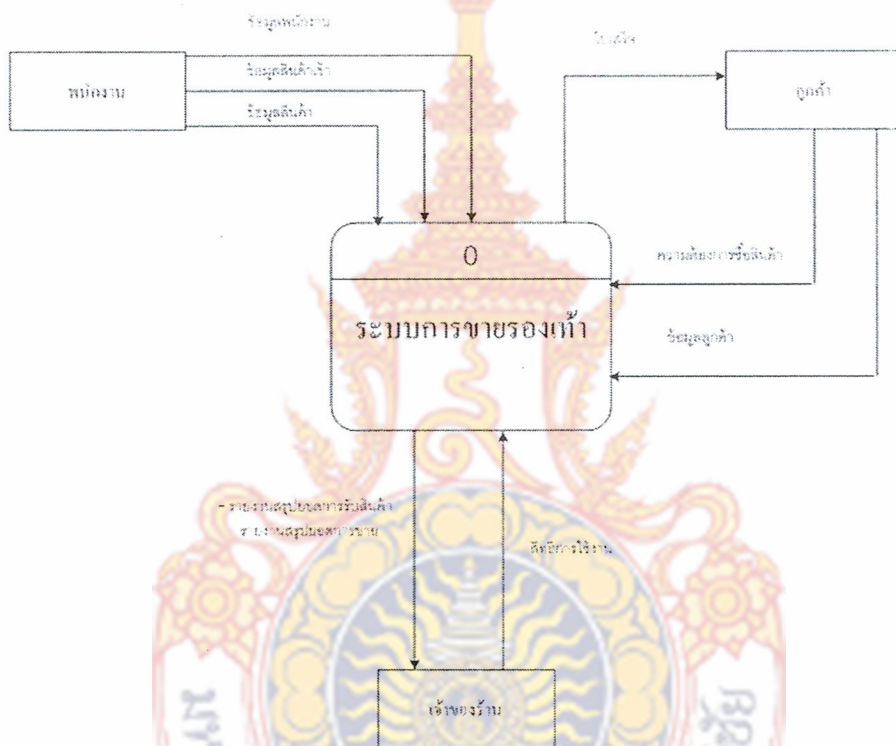 ข้อมูลพนักงาน
ใบเสร็จ
ข้อมูลสินค้าเข้า
พนักงาน
ลูกค้า
ข้อมูลสินค้า
0
ความต้องการซื้อสินค้า
ระบบการขายรองเท้า
ข้อมูลลูกค้า
- รายงานสรุปยอดการรับสินค้า
รายงานสรุปยอดการขาย
สิทธิการใช้งาน
เจ้าของร้าน